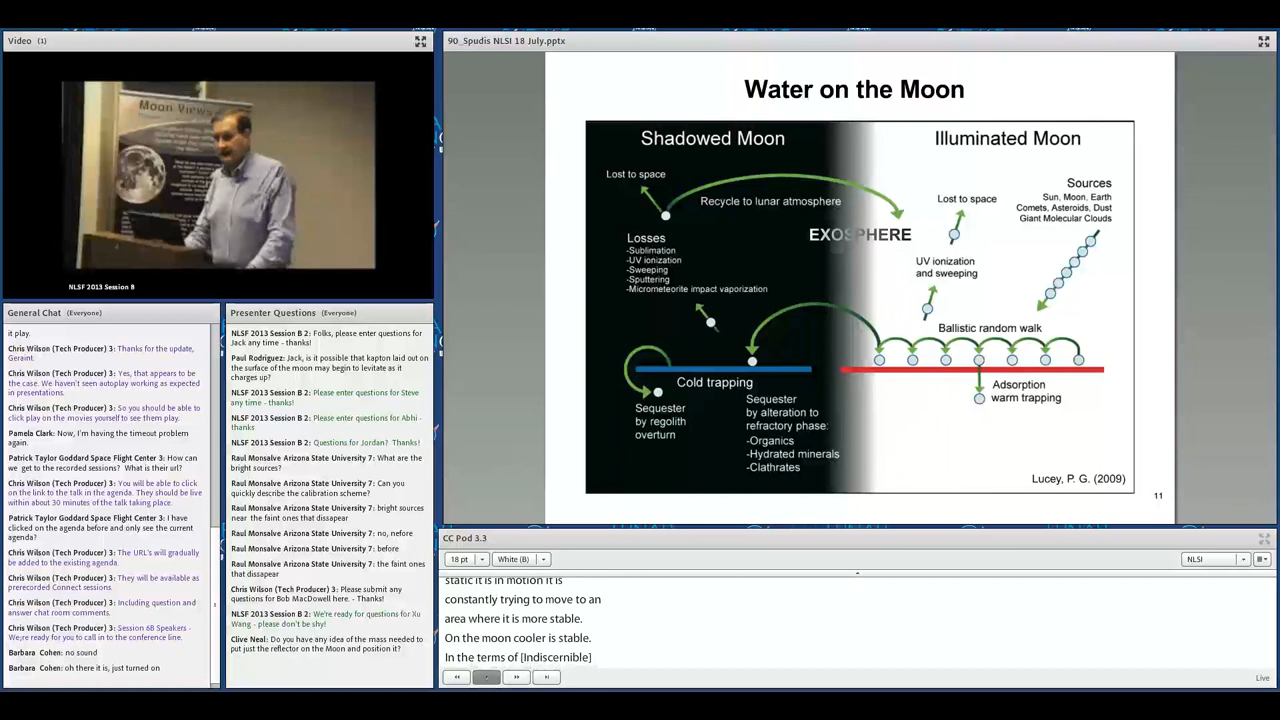 Video (1)
Moon Views
NLSF 2013 Session B
General Chat (Everyone)
it play.
Chris Wilson (Tech Producer) 3: Thanks for the update,
Geraint.
Chris Wilson (Tech Producer) 3: Yes, that appears to be
the case. We haven't seen autoplay working as expected
in presentations.
Chris Wilson (Tech Producer) 3: So you should be able to
click play on the movies yourself to see them play.
Pamela Clark: Now, I'm having the timeout problem
again.
Patrick Taylor Goddard Space Flight Center 3: How can
we get to the recorded sessions? What is their url?
Chris Wilson (Tech Producer) 3: You will be able to click
on the link to the talk in the agenda. They should be live
within about 30 minutes of the talk taking place.
Patrick Taylor Goddard Space Flight Center 3: I have
clicked on the agenda before and only see the current
agenda?
Chris Wilson (Tech Producer) 3: The URL's will gradually
be added to the existing agenda.
Chris Wilson (Tech Producer) 3: They will be available as
prerecorded Connect sessions.
Chris Wilson (Tech Producer) 3: Including question and
answer chat room comments.
Chris Wilson (Tech Producer) 3: Session 6B Speakers -
We;re ready for you to call in to the conference line.
Barbara Cohen: no sound
Barbara Cohen: oh there it is, just turned on
Presenter Questions (Everyone)
NLSF 2013 Session B 2: Folks, please enter questions for
Jack any time - thanks!
Paul Rodriguez: Jack, is it possible that kapton laid out on
the surface of the moon may begin to levitate as it
charges up?
NLSF 2013 Session B 2: Please enter questions for Steve
any time - thanks!
NLSF 2013 Session B 2: Please enter questions for Abhi -
thanks
NLSF 2013 Session B 2: Questions for Jordan? Thanks!
Raul Monsalve Arizona State University 7: What are the
bright sources?
Raul Monsalve Arizona State University 7: Can you
quickly describe the calibration scheme?
Raul Monsalve Arizona State University 7: bright sources
near the faint ones that dissapear
Raul Monsalve Arizona State University 7: no, nefore
Raul Monsalve Arizona State University 7: before
Raul Monsalve Arizona State University 7: the faint ones
that dissapear
Chris Wilson (Tech Producer) 3: Please submit any
questions for Bob MacDowell here. - Thanks!
NLSF 2013 Session B 2: We're ready for questions for Xu
Wang - please don't be shy!
Clive Neal: Do you have any idea of the mass needed to
put just the reflector on the Moon and position it?
90_Spudis NLSI 18 July.pptx
Water on the Moon
Shadowed Moon
Illuminated Moon
Lost to space
Recycle to lunar atmosphere
Losses
-Sublimation
-UV ionization
-Sweeping
-Sputtering
-Micrometeorite impact vaporization
EXOSPHERE
Lost to space
Sources
Sun, Moon, Earth
Comets, Asteroids, Dust
Giant Molecular Clouds
UV ionization
and sweeping
Ballistic random walk
Cold trapping
Sequester
by regolith
overturn
Sequester
by alteration to
refractory phase:
-Organics
-Hydrated minerals
-Clathrates
Adsorption
warm trapping
Lucey, P. G. (2009)
11
CC Pod 3.3
18 pt
White (B)
NLSI
static it is in motion it is
constantly trying to move to an
area where it is more stable.
On the moon cooler is stable.
In the terms of [Indiscernible]
Live